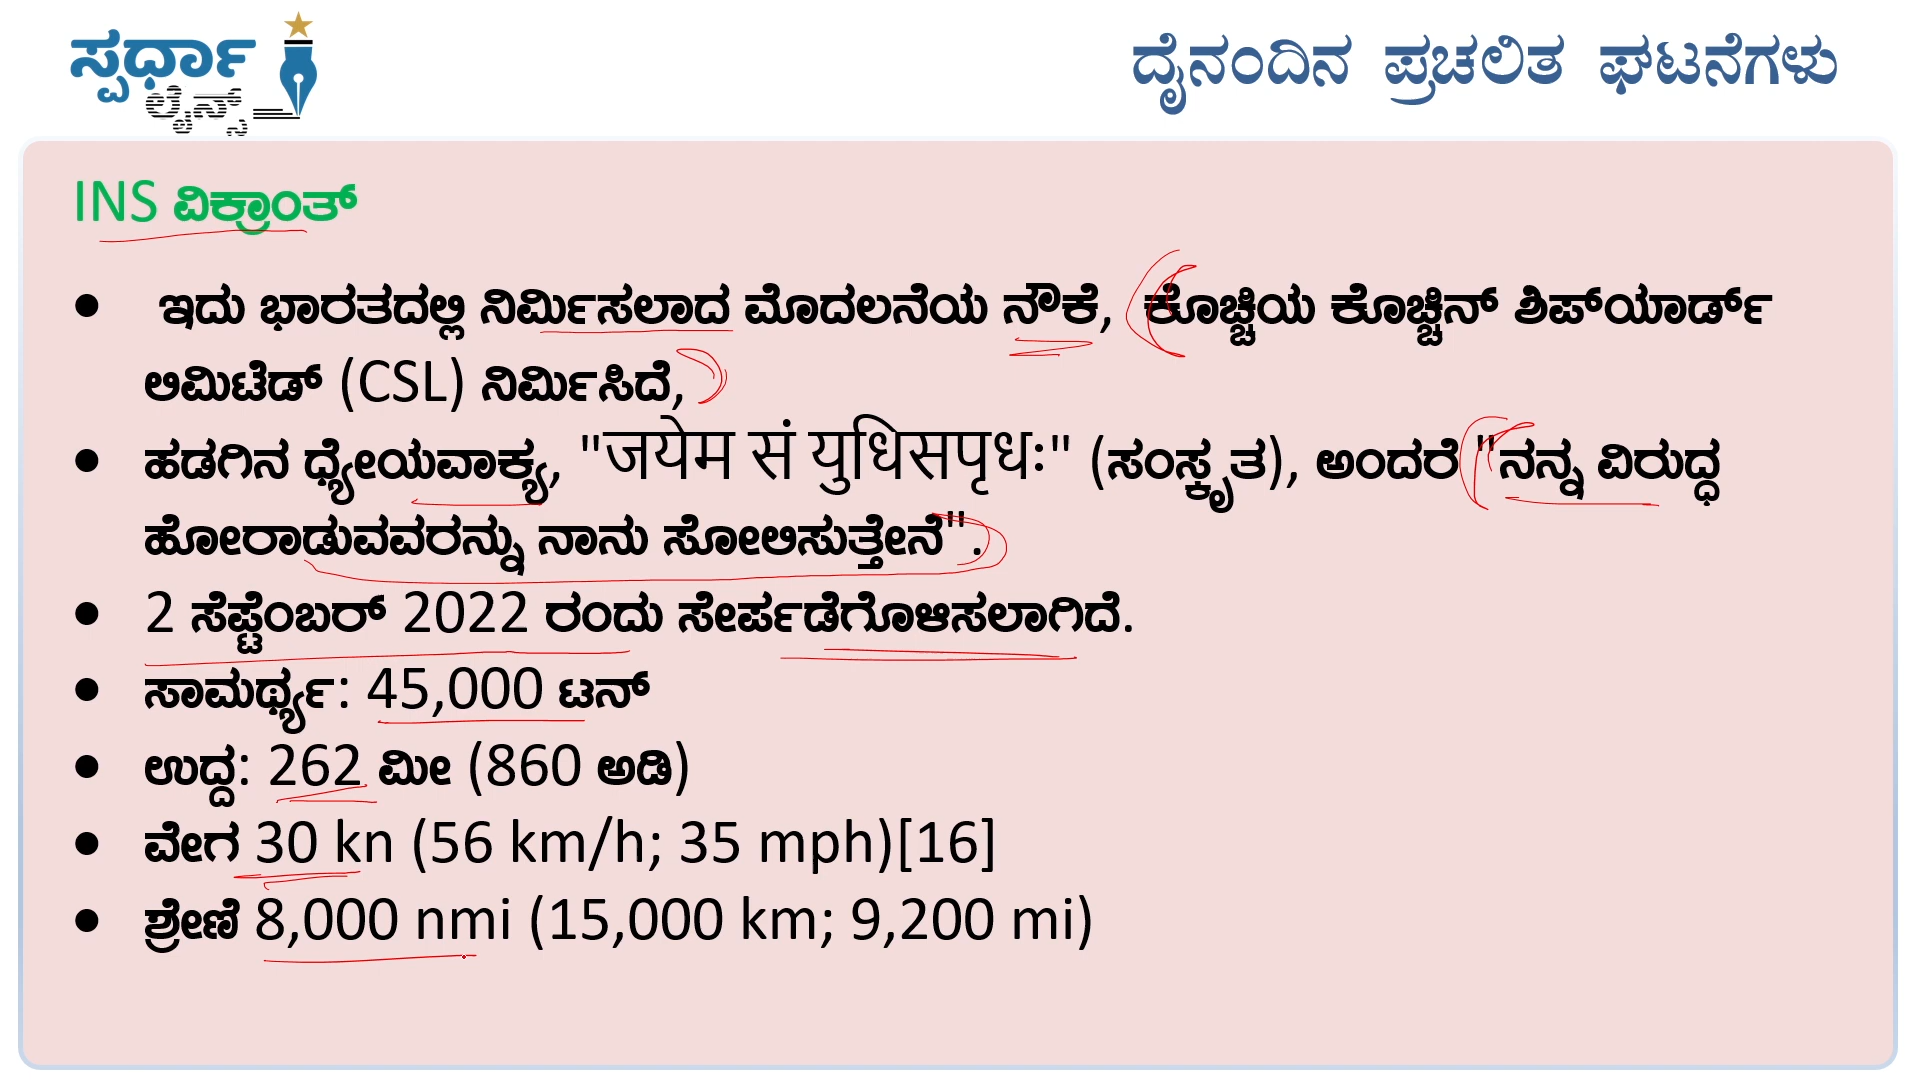 ಸ್ಪರ್ಧಾ
ಲೈನ್ಸ್
ದೈನಂದಿನ ಪ್ರಚಲಿತ ಘಟನೆಗಳು
INS ವಿಕ್ರಾಂತ್
• ಇದು ಭಾರತದಲ್ಲಿ ನಿರ್ಮಿಸಲಾದ ಮೊದಲನೆಯ ನೌಕೆ, ಕೊಚ್ಚಿಯ ಕೊಚ್ಚಿನ್ ಶಿಪ್‌ಯಾರ್ಡ್
ಲಿಮಿಟೆಡ್ (CSL) ನಿರ್ಮಿಸಿದೆ,
• ಹಡಗಿನ ಧ್ಯೇಯವಾಕ್ಯ, "जयेम सं युधिसपृधः" (ಸಂಸ್ಕೃತ), ಅಂದರೆ "ನನ್ನ ವಿರುದ್ಧ
ಹೋರಾಡುವವರನ್ನು ನಾನು ಸೋಲಿಸುತ್ತೇನೆ".
• 2 ಸೆಪ್ಟೆಂಬರ್ 2022 ರಂದು ಸೇರ್ಪಡೆಗೊಳಿಸಲಾಗಿದೆ.
• ಸಾಮರ್ಥ್ಯ: 45,000 ಟನ್
• ಉದ್ದ: 262 ಮೀ (860 ಅಡಿ)
• ವೇಗ 30 kn (56 km/h; 35 mph)[16]
• ಶ್ರೇಣಿ 8,000 nmi (15,000 km; 9,200 mi)